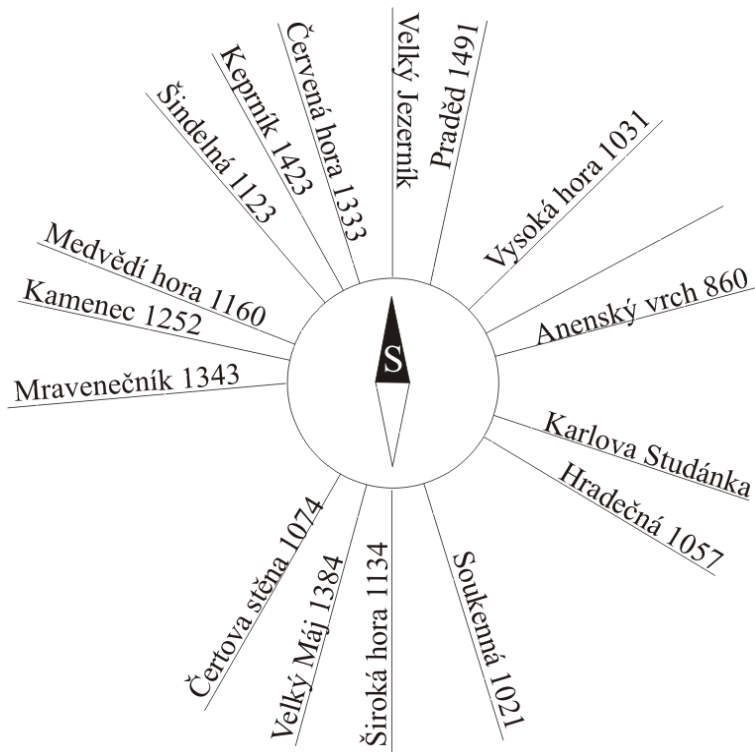 Velký Jezerník
Praděd 1491
Vysoká hora 1031
Anenský vrch 860
Karlova Studánka
Hradečná 1057
Soukenná 1021
Široká hora 1134
Velký Máj 1384
Čertova stěna 1074
Mravenečník 1343
Kamenec 1252
Medvědí hora 1160
Šindelná 1123
Keprník 1423
Červená hora 1333
S